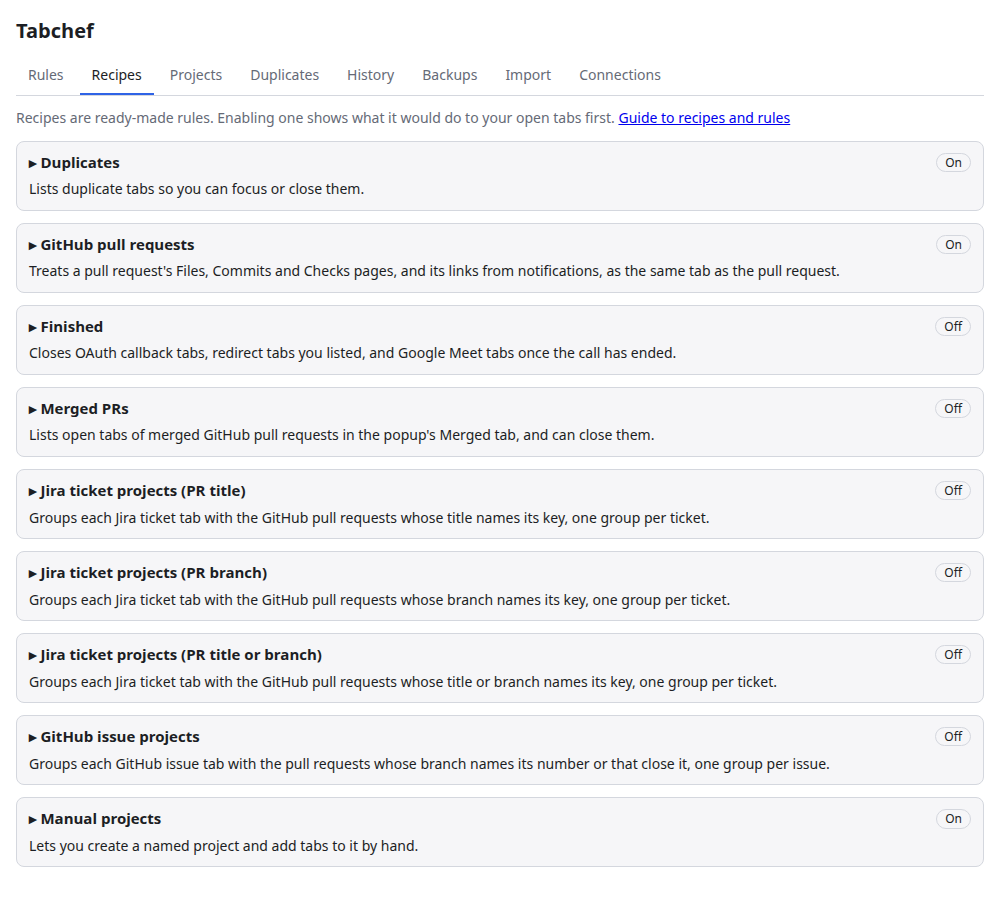 Tabchef
Rules Recipes Projects Duplicates History Backups Import Connections
Recipes are ready-made rules. Enabling one shows what it would do to your open tabs first. Guide to recipes and rules
▶ Duplicates On
Lists duplicate tabs so you can focus or close them.
▶ GitHub pull requests On
Treats a pull request's Files, Commits and Checks pages, and its links from notifications, as the same tab as the pull request.
▶ Finished Off
Closes OAuth callback tabs, redirect tabs you listed, and Google Meet tabs once the call has ended.
▶ Merged PRs Off
Lists open tabs of merged GitHub pull requests in the popup's Merged tab, and can close them.
▶ Jira ticket projects (PR title) Off
Groups each Jira ticket tab with the GitHub pull requests whose title names its key, one group per ticket.
▶ Jira ticket projects (PR branch) Off
Groups each Jira ticket tab with the GitHub pull requests whose branch names its key, one group per ticket.
▶ Jira ticket projects (PR title or branch) Off
Groups each Jira ticket tab with the GitHub pull requests whose title or branch names its key, one group per ticket.
▶ GitHub issue projects Off
Groups each GitHub issue tab with the pull requests whose branch names its number or that close it, one group per issue.
▶ Manual projects On
Lets you create a named project and add tabs to it by hand.